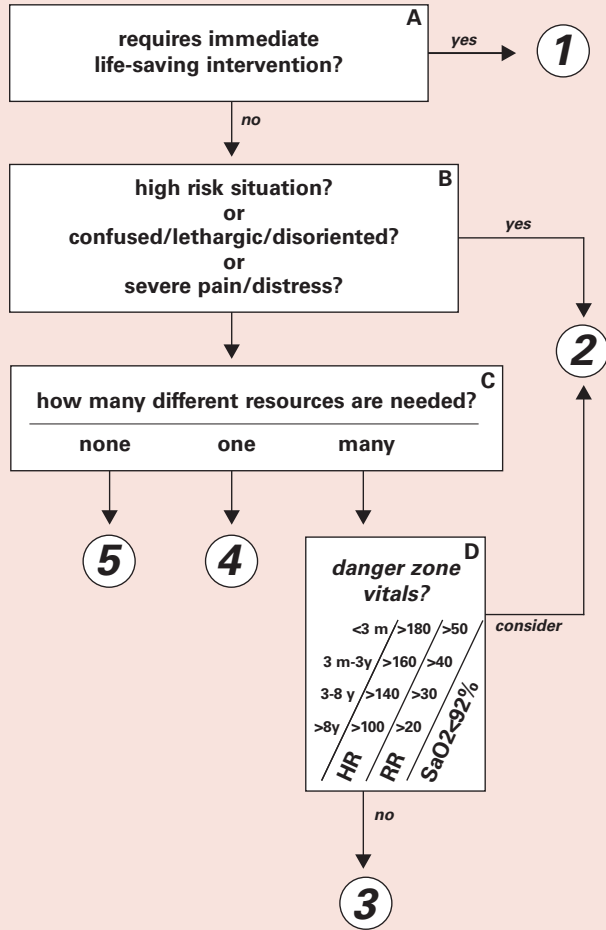 A
requires immediate
life-saving intervention?
yes
1
no
B
high risk situation?
or
confused/lethargic/disoriented?
or
severe pain/distress?
yes
2
C
how many different resources are needed?
none one many
5 4
D
danger zone
vitals?
consider
<3 m >180 >50
3 m-3y >160 >40
3-8 y >140 >30
>8y >100 >20
HR RR SaO2<92%
no
3